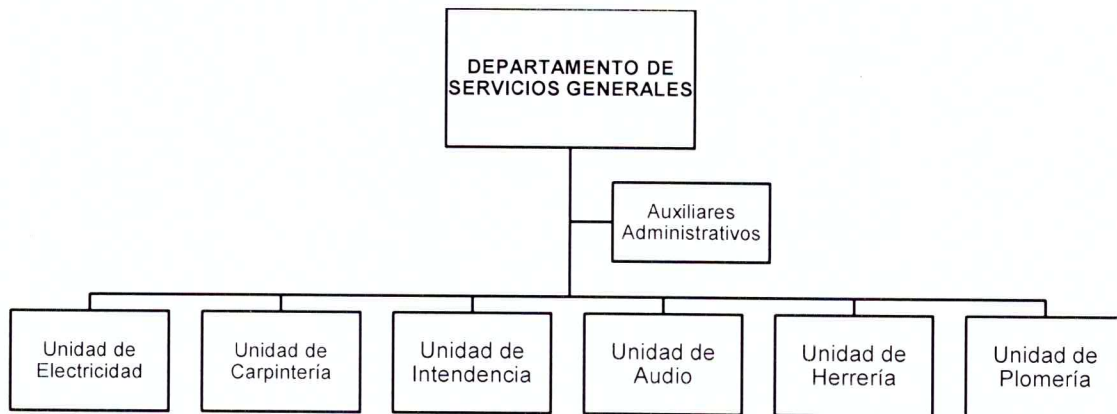 DEPARTAMENTO DE
SERVICIOS GENERALES
Auxiliares
Administrativos
Unidad de
Electricidad
Unidad de
Carpintería
Unidad de
Intendencia
Unidad de
Audio
Unidad de
Herrería
Unidad de
Plomería